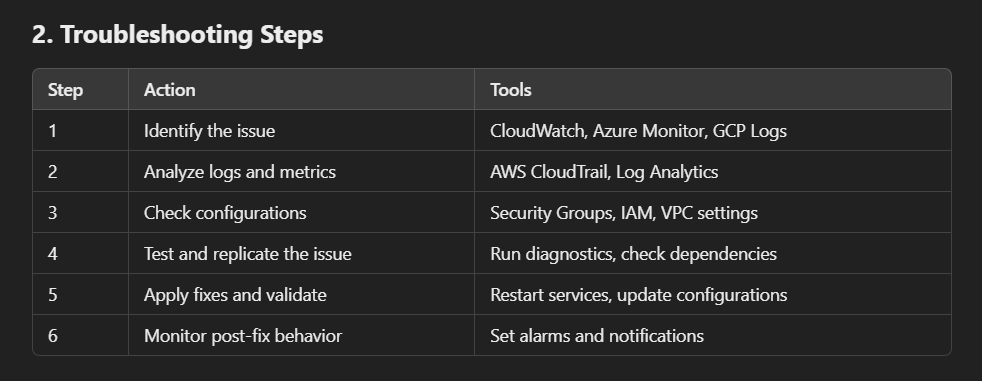 2. Troubleshooting Steps
Step Action Tools
1 Identify the issue CloudWatch, Azure Monitor, GCP Logs
2 Analyze logs and metrics AWS CloudTrail, Log Analytics
3 Check configurations Security Groups, IAM, VPC settings
4 Test and replicate the issue Run diagnostics, check dependencies
5 Apply fixes and validate Restart services, update configurations
6 Monitor post-fix behavior Set alarms and notifications